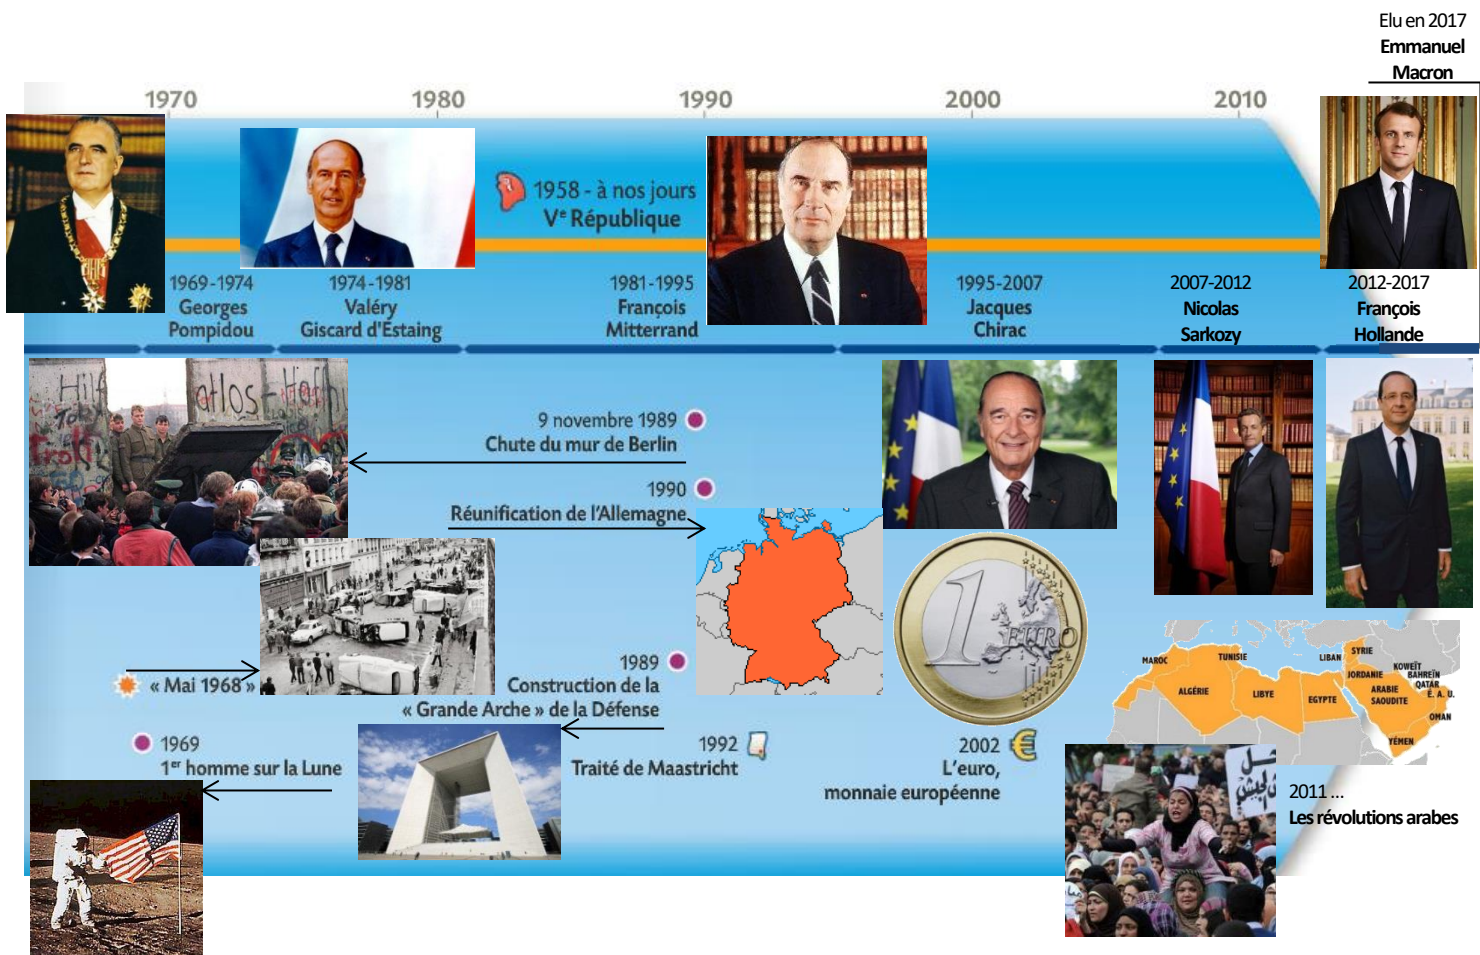 Elu en 2017
Emmanuel
Macron
1970
1980
1990
2000
2010
1958 - à nos jours
Ve République
1969-1974
Georges
Pompidou
1974-1981
Valéry
Giscard d'Estaing
1981-1995
François
Mitterrand
1995-2007
Jacques
Chirac
2007-2012
Nicolas
Sarkozy
2012-2017
François
Hollande
9 novembre 1989
Chute du mur de Berlin
1990
Réunification de l'Allemagne
« Mai 1968 »
1989
Construction de la
« Grande Arche » de la Défense
1969
1er homme sur la Lune
1992
Traité de Maastricht
1 EURO
2002
L'euro,
monnaie européenne
MAROC
TUNISIE
LIBAN
SYRIE
JORDANIE
KOWEÏT
BAHREÏN
QATAR
É. A. U.
ALGÉRIE
LIBYE
EGYPTE
ARABIE
SAOUDITE
OMAN
YÉMEN
2011 ...
Les révolutions arabes